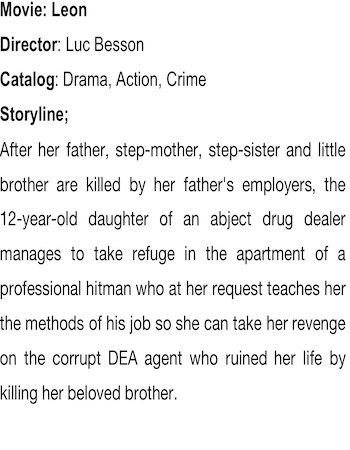 Movie: Leon
Director: Luc Besson
Catalog: Drama, Action, Crime
Storyline;
After her father, step-mother, step-sister and little
brother are killed by her father's employers, the
12-year-old daughter of an abject drug dealer
manages to take refuge in the apartment of a
professional hitman who at her request teaches her
the methods of his job so she can take her revenge
on the corrupt DEA agent who ruined her life by
killing her beloved brother.